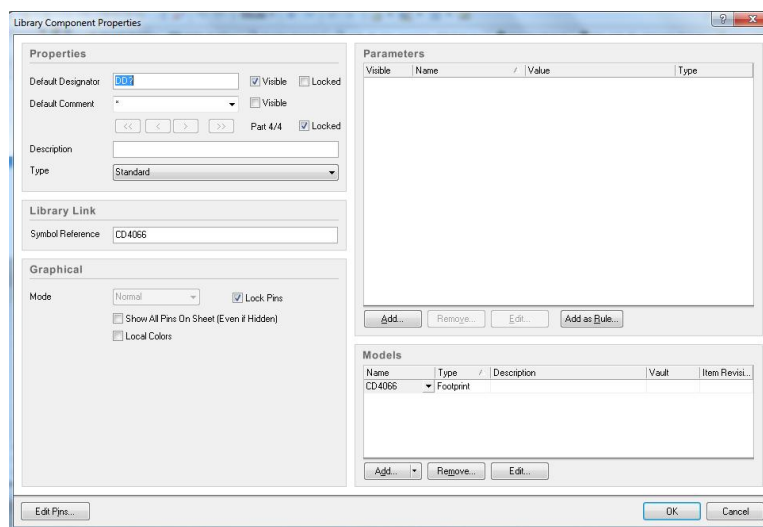 Library Component Properties
Properties
Default Designator DD? Visible Locked
Default Comment * Visible
<< < > >> Part 4/4 Locked
Description
Type Standard
Library Link
Symbol Reference CD4066
Graphical
Mode Normal Lock Pins
Show All Pins On Sheet (Even if Hidden)
Local Colors
Parameters
Visible Name / Value Type
Add... Remove... Edit... Add as Rule...
Models
Name Type / Description Vault Item Revisi...
CD4066 Footprint
Add... Remove... Edit...
Edit Pins... OK Cancel